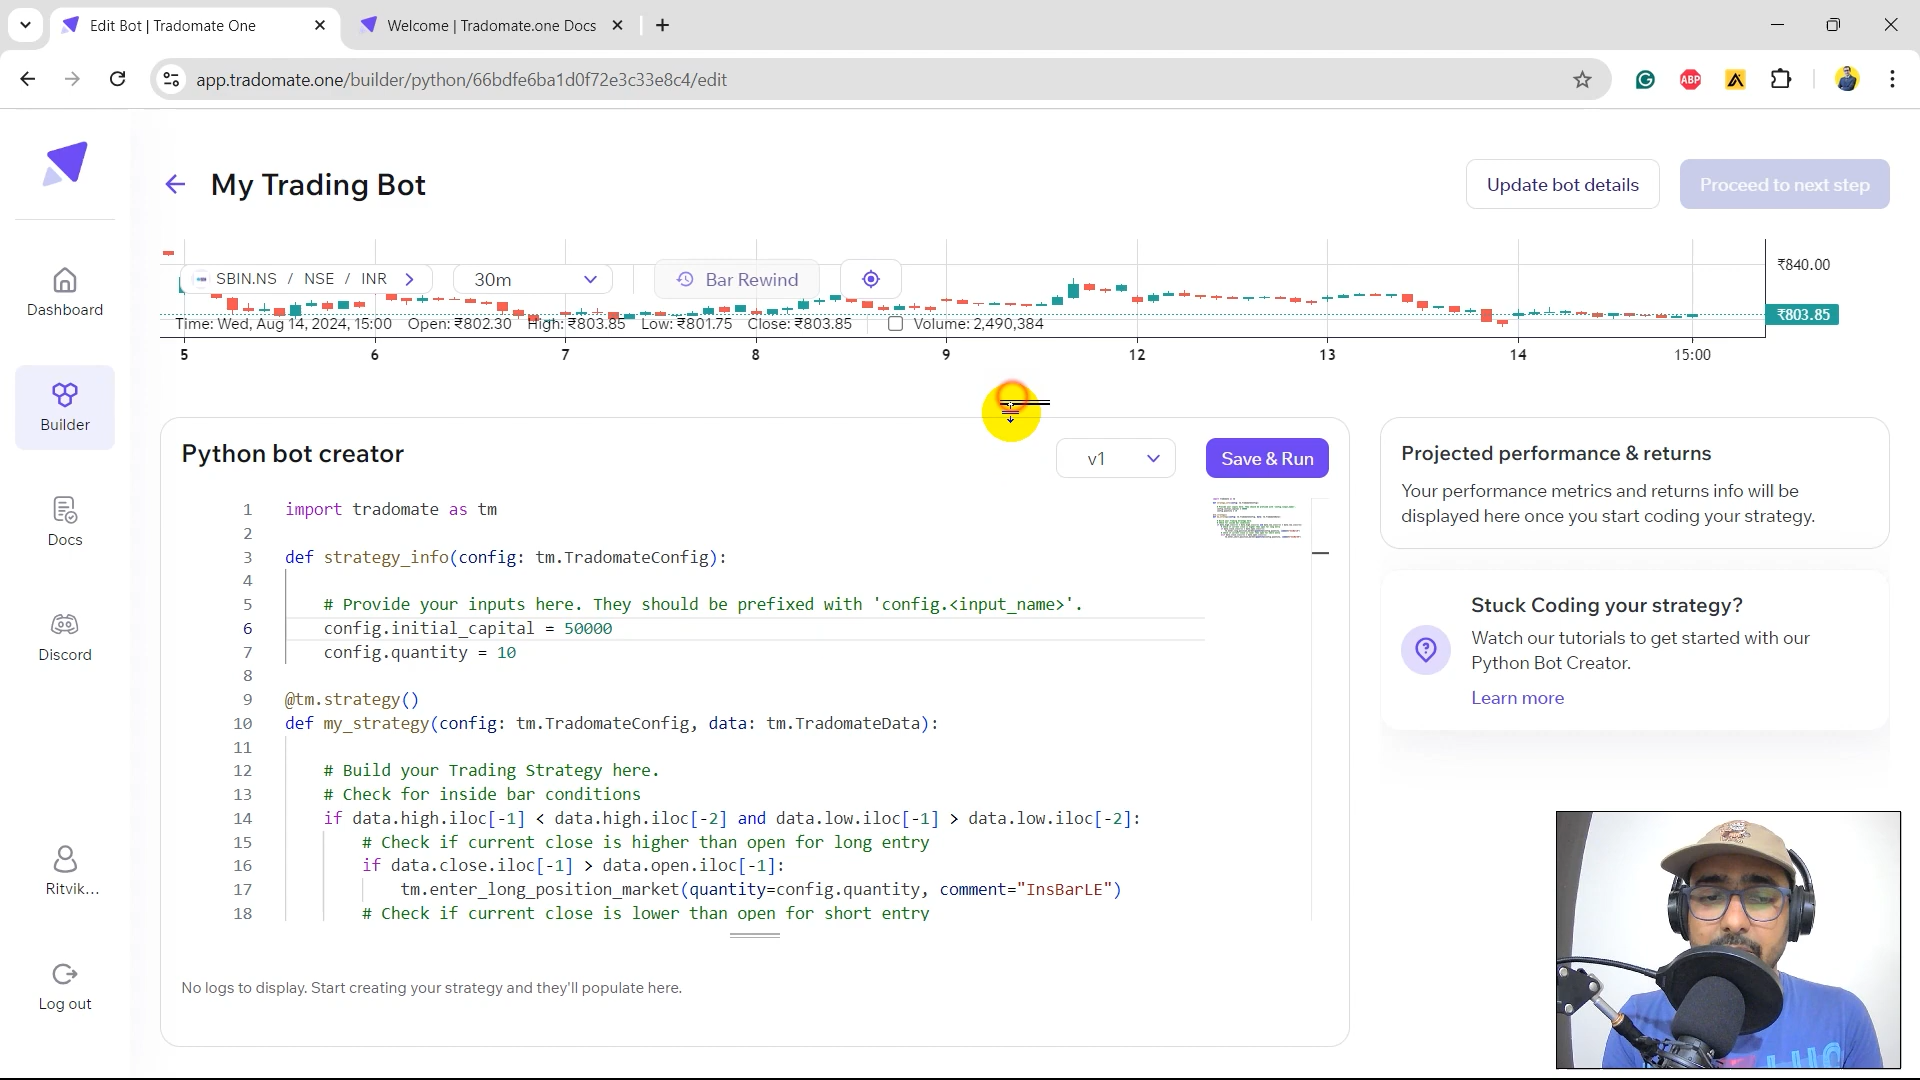 Edit Bot | Tradomate One
Welcome | Tradomate.one Docs
app.tradomate.one/builder/python/66bdfe6ba1d0f72e3c33e8c4/edit
ABP
My Trading Bot
Update bot details
Proceed to next step
Dashboard
Builder
Docs
Discord
Ritvik...
Log out
SBIN.NS / NSE / INR
30m
Bar Rewind
₹840.00
₹803.85
Time: Wed, Aug 14, 2024, 15:00 Open: ₹802.30 High: ₹803.85 Low: ₹801.75 Close: ₹803.85 Volume: 2,490,384
5 6 7 8 9 12 13 14 15:00
Python bot creator
v1
Save & Run
1 import tradomate as tm
2
3 def strategy_info(config: tm.TradomateConfig):
4
5 # Provide your inputs here. They should be prefixed with 'config.<input_name>'.
6 config.initial_capital = 50000
7 config.quantity = 10
8
9 @tm.strategy()
10 def my_strategy(config: tm.TradomateConfig, data: tm.TradomateData):
11
12 # Build your Trading Strategy here.
13 # Check for inside bar conditions
14 if data.high.iloc[-1] < data.high.iloc[-2] and data.low.iloc[-1] > data.low.iloc[-2]:
15 # Check if current close is higher than open for long entry
16 if data.close.iloc[-1] > data.open.iloc[-1]:
17 tm.enter_long_position_market(quantity=config.quantity, comment="InsBarLE")
18 # Check if current close is lower than open for short entry
No logs to display. Start creating your strategy and they'll populate here.
Projected performance & returns
Your performance metrics and returns info will be
displayed here once you start coding your strategy.
Stuck Coding your strategy?
Watch our tutorials to get started with our
Python Bot Creator.
Learn more